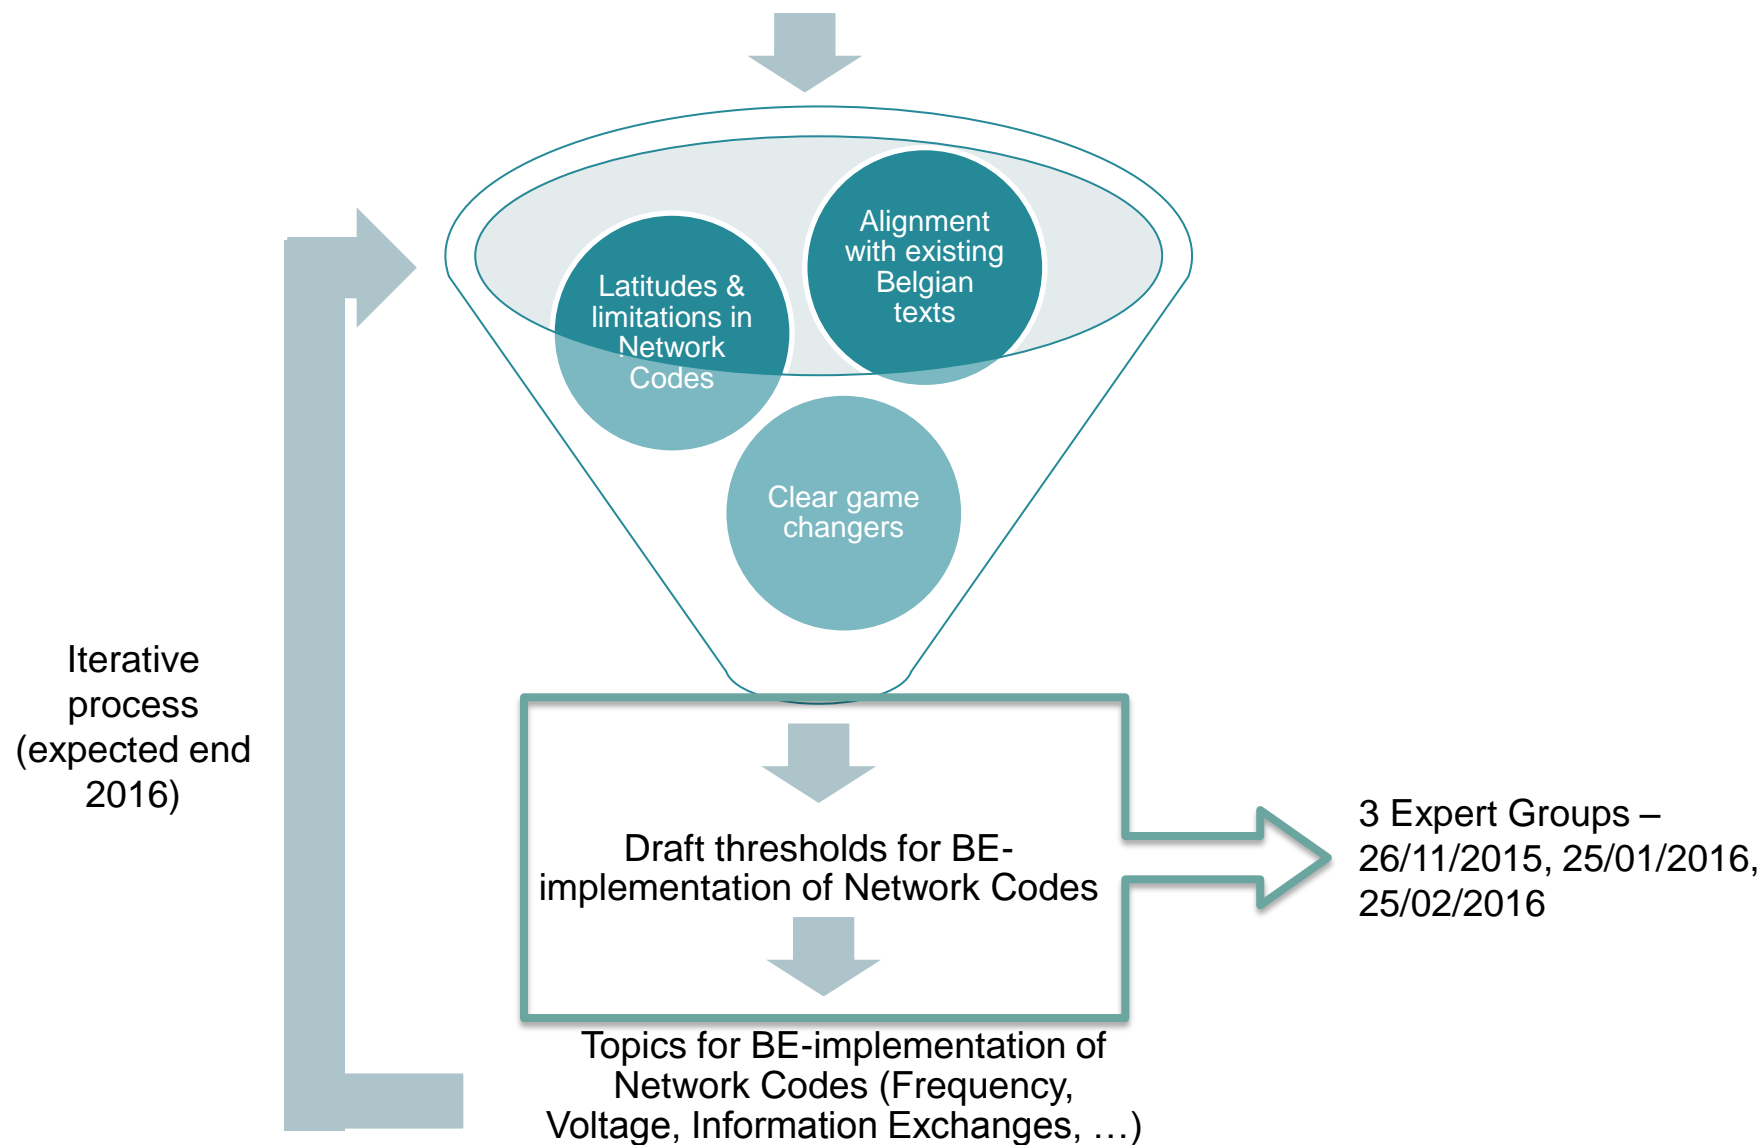 Alignment
with existing
Belgian
texts
Latitudes &
limitations in
Network
Codes
Clear game
changers
Iterative
process
(expected end
2016)
Draft thresholds for BE-
implementation of Network Codes
3 Expert Groups –
26/11/2015, 25/01/2016,
25/02/2016
Topics for BE-implementation of
Network Codes (Frequency,
Voltage, Information Exchanges, …)